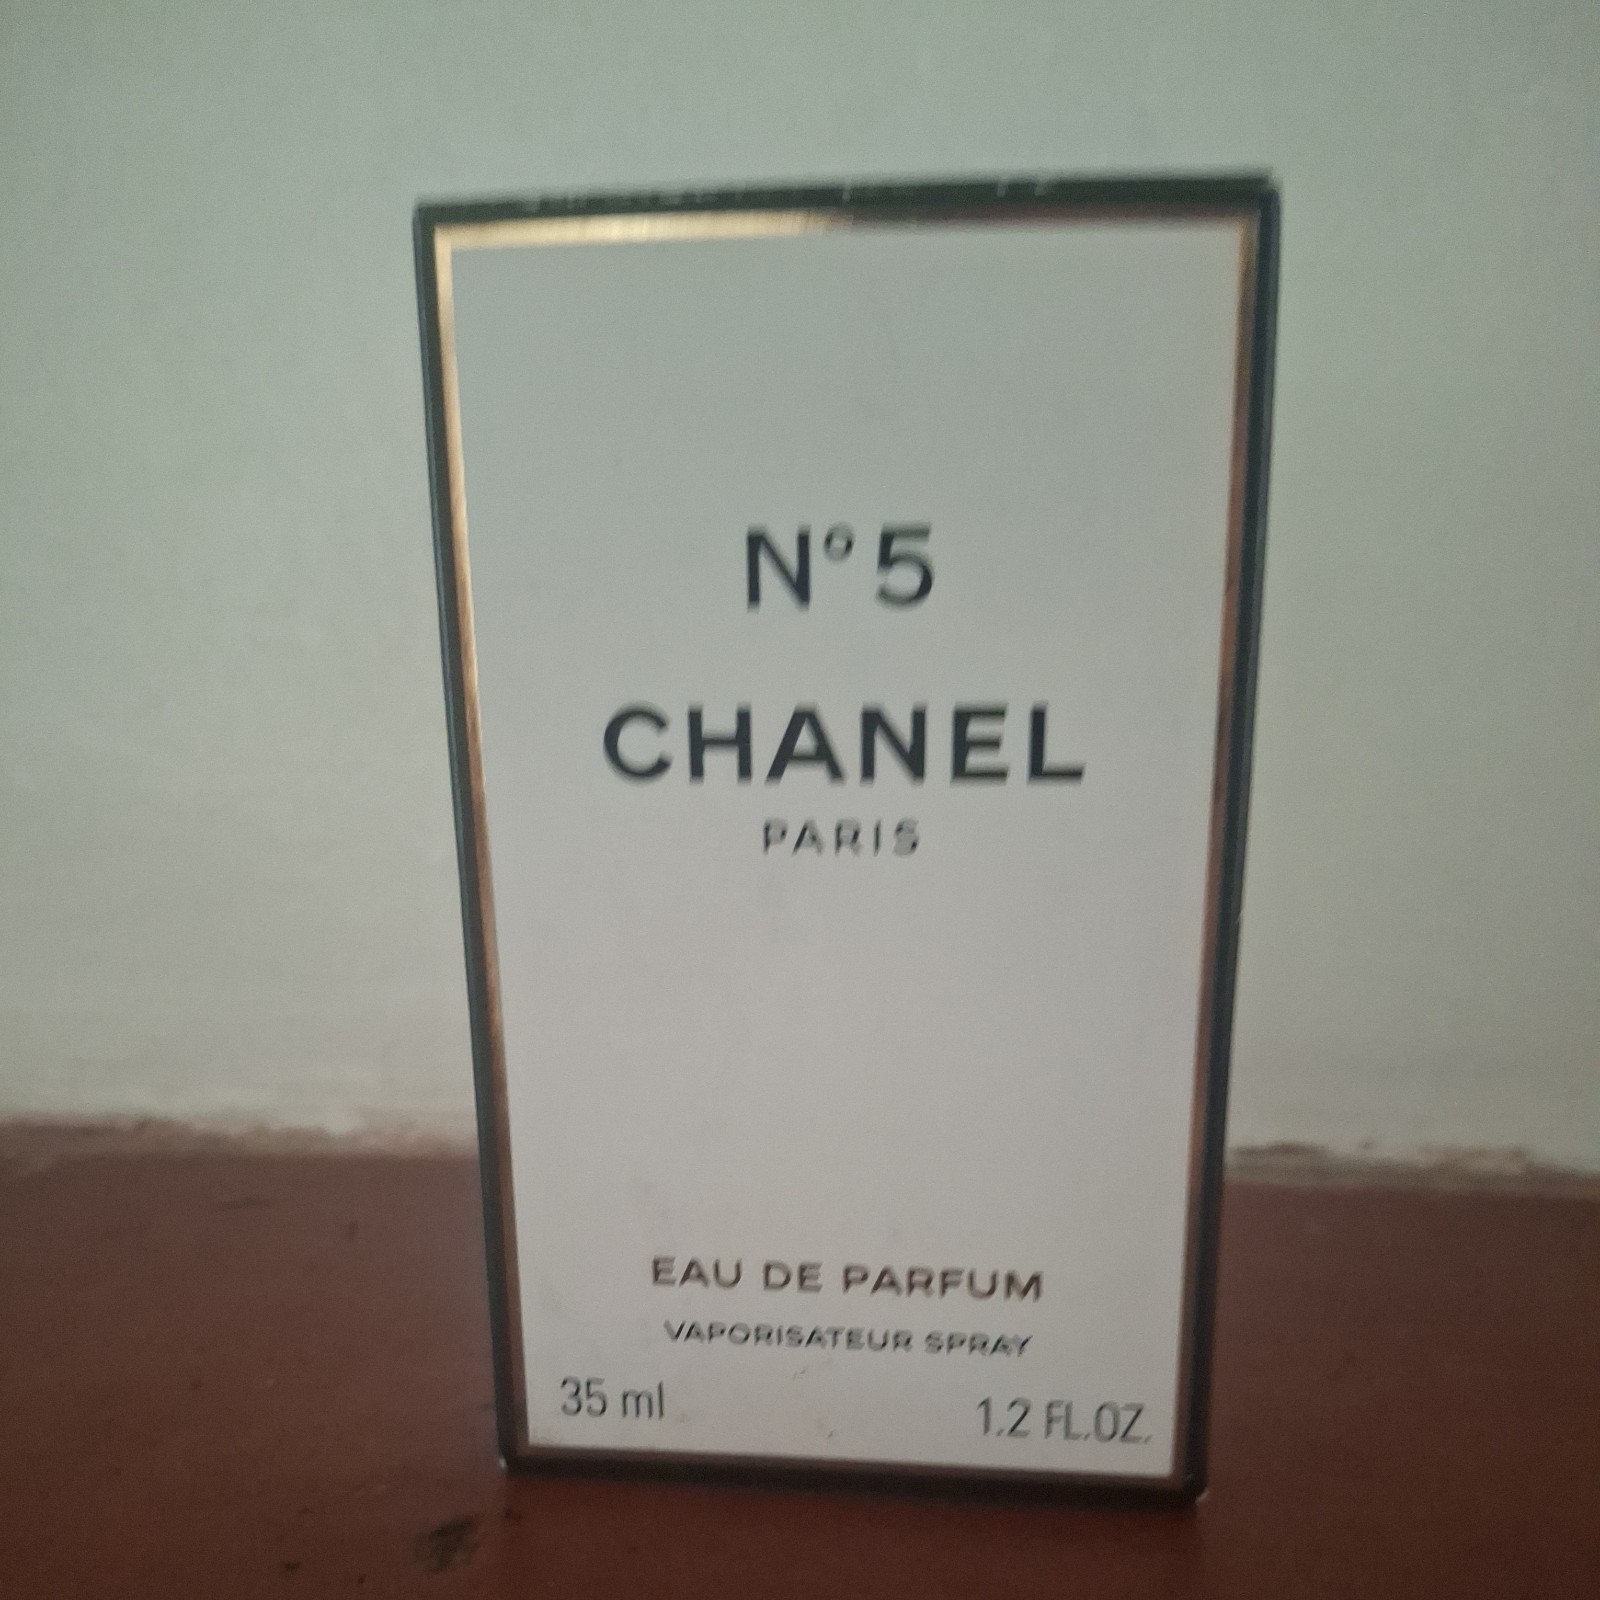 N°5
CHANEL
PARIS
EAU DE PARFUM
VAPORISATEUR SPRAY
35 ml 1.2 FL.OZ.